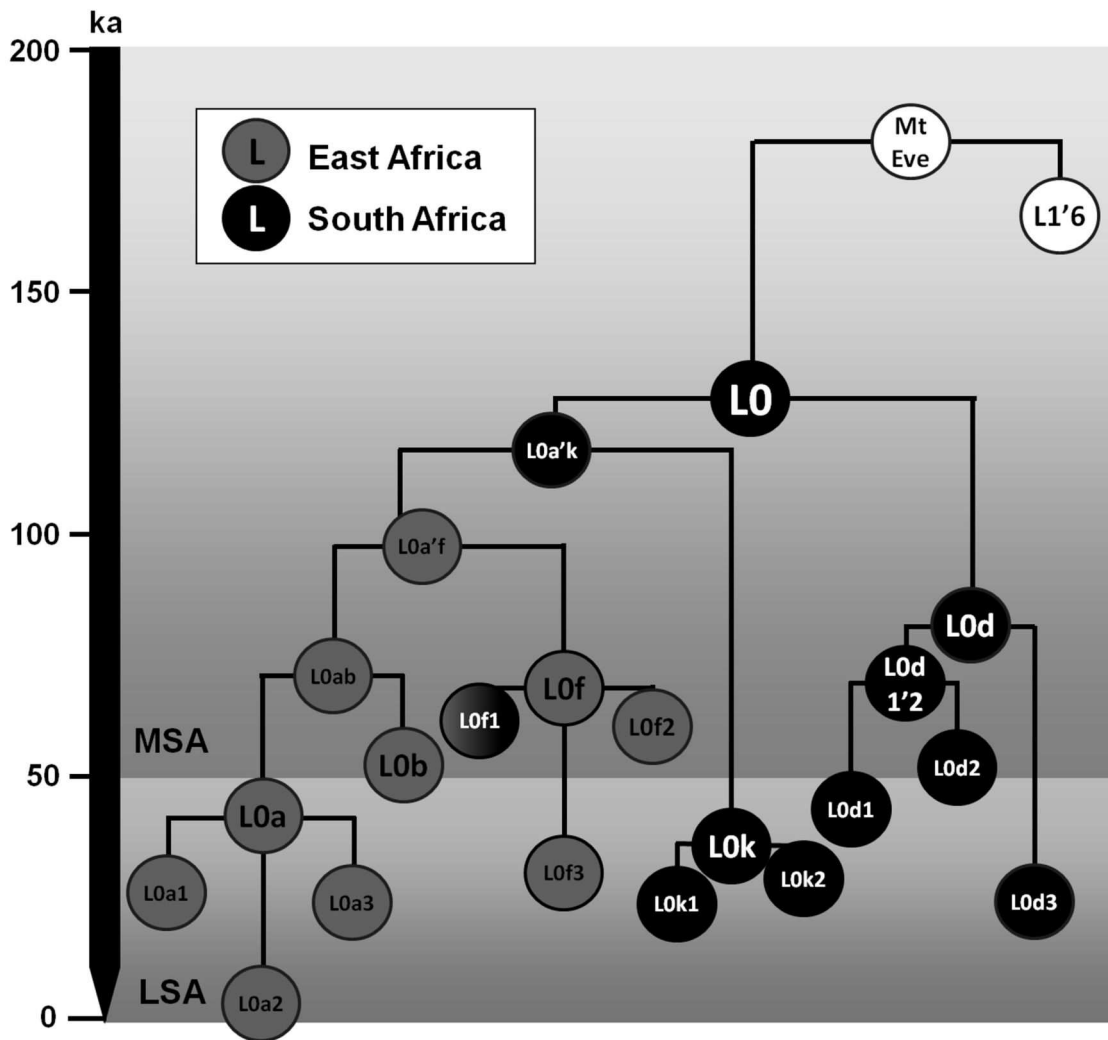 ka
200
150
100
50
0
L East Africa
L South Africa
Mt
Eve
L1’6
L0
L0a’k
L0a’f
L0d
L0ab
L0f
L0d
1’2
L0f1
L0f2
L0b
L0d2
MSA
L0a
L0d1
L0k
L0f3
L0k2
L0a1
L0a3
L0k1
L0d3
LSA
L0a2